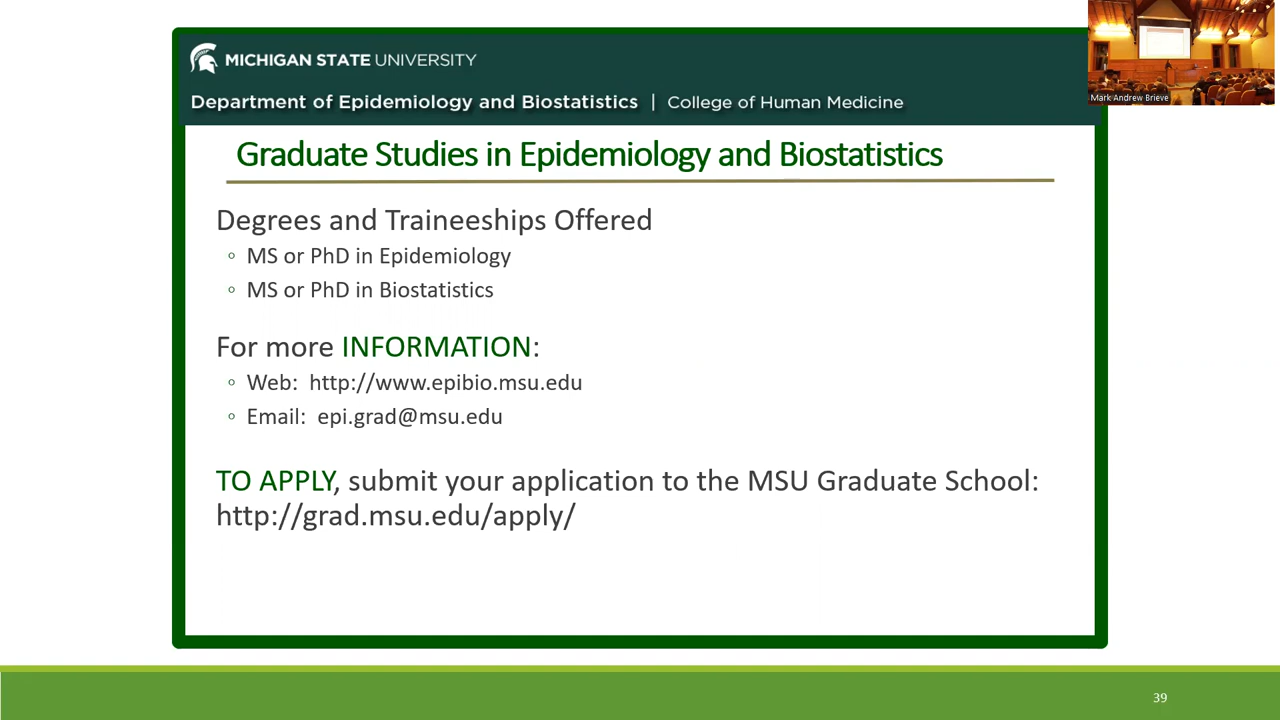 MICHIGAN STATE UNIVERSITY
Department of Epidemiology and Biostatistics | College of Human Medicine
Mark Andrew Brieve
Graduate Studies in Epidemiology and Biostatistics
Degrees and Traineeships Offered
◦ MS or PhD in Epidemiology
◦ MS or PhD in Biostatistics
For more INFORMATION:
◦ Web: http://www.epibio.msu.edu
◦ Email: epi.grad@msu.edu
TO APPLY, submit your application to the MSU Graduate School:
http://grad.msu.edu/apply/
39